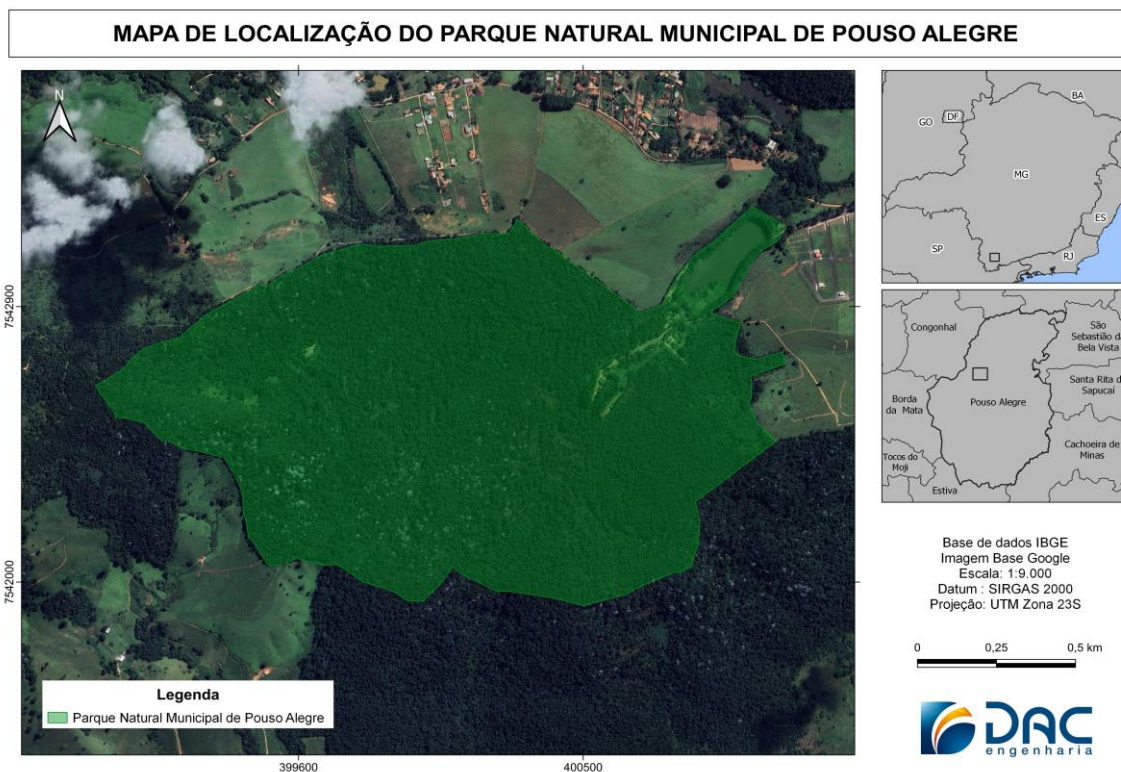 MAPA DE LOCALIZAÇÃO DO PARQUE NATURAL MUNICIPAL DE POUSO ALEGRE
N
7542900
7542000
399600
400500
Legenda
Parque Natural Municipal de Pouso Alegre
BA
GO
DF
MG
ES
SP
RJ
Congonhal
São
Sebastião da
Bela Vista
Santa Rita d
Sapucaí
Borda
da Mata
Pouso Alegre
Cachoeira de
Minas
Tocos do
Moji
Estiva
Base de dados IBGE
Imagem Base Google
Escala: 1:9.000
Datum : SIRGAS 2000
Projeção: UTM Zona 23S
0
0,25
0,5 km
DAC
engenharia